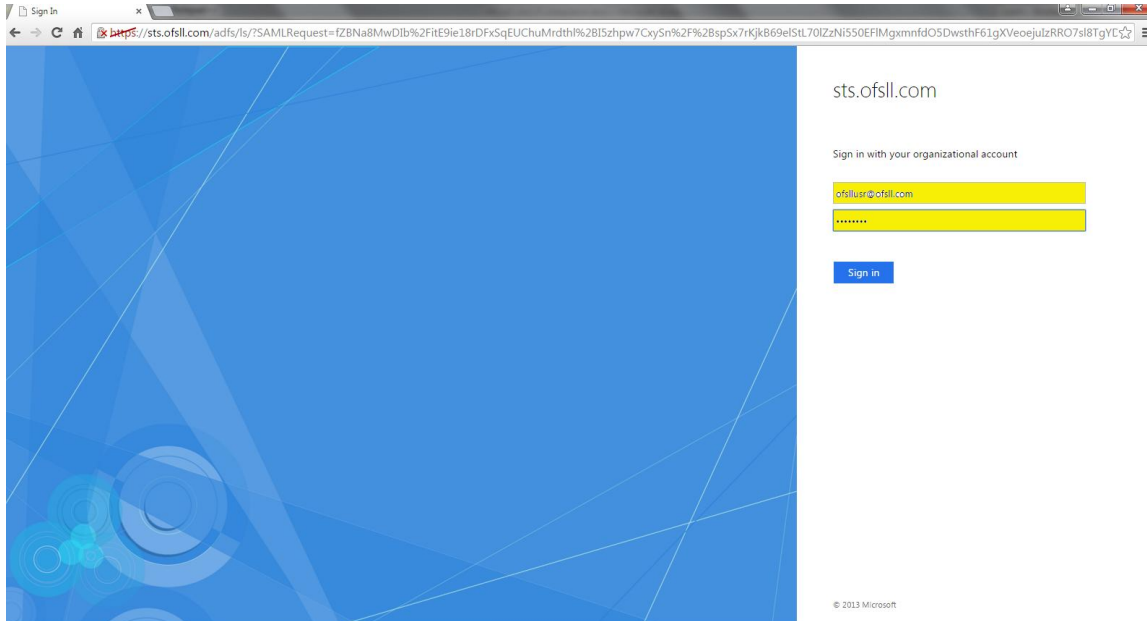 Sign In
https://sts.ofsll.com/adfs/ls/?SAMLRequest=fZBNa8MwDIb%2FitE9ie18rDFxSqEUChuMrdthl%2BI5zhpw7CxySn%2F%2BspSx7rKjkB69elStL70lZzNi550EFlMgxmnfdO5DwsthF61gXVeoejuIzRRO7sl8TgYD
sts.ofsll.com
Sign in with your organizational account
ofsllusr@ofsll.com
••••••••
Sign in
© 2013 Microsoft